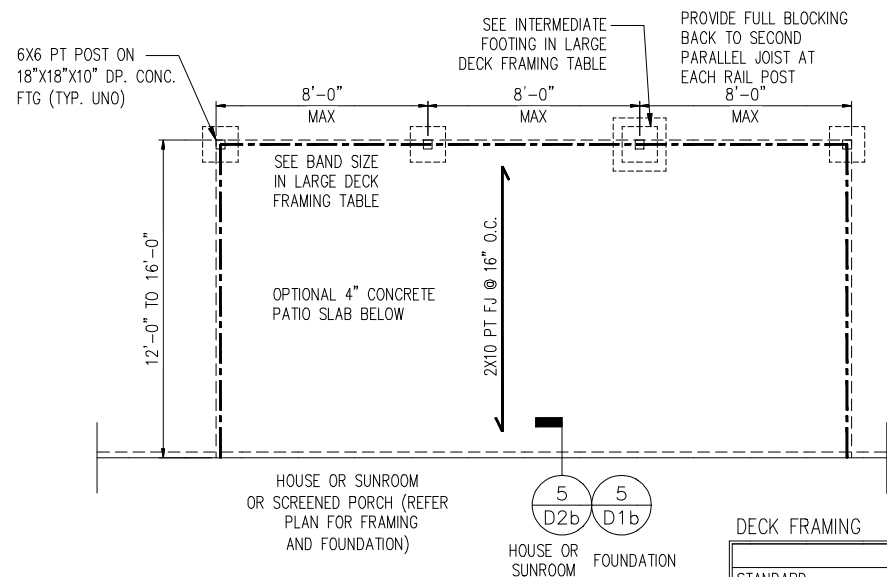 SEE INTERMEDIATE
FOOTING IN LARGE
DECK FRAMING TABLE
PROVIDE FULL BLOCKING
BACK TO SECOND
PARALLEL JOIST AT
EACH RAIL POST
6X6 PT POST ON
18"X18"X10" DP. CONC.
FTG (TYP. UNO)
8'-0"
MAX
8'-0"
MAX
8'-0"
MAX
SEE BAND SIZE
IN LARGE DECK
FRAMING TABLE
12'-0" TO 16'-0"
OPTIONAL 4" CONCRETE
PATIO SLAB BELOW
2X10 PT FJ @ 16" O.C.
HOUSE OR SUNROOM
OR SCREENED PORCH (REFER
PLAN FOR FRAMING
AND FOUNDATION)
5
D2b
5
D1b
HOUSE OR
SUNROOM
FOUNDATION
DECK FRAMING
STANDARD